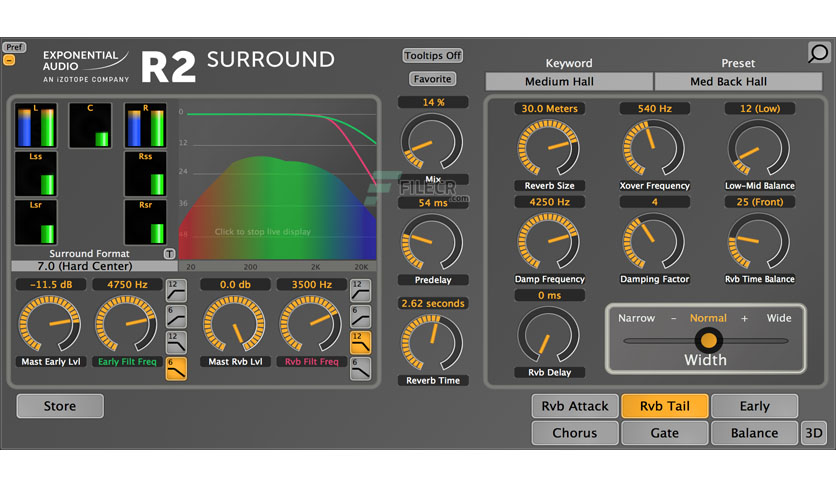 Pref
–
EXPONENTIAL
AUDIO
AN iZOTOPE COMPANY
R2 SURROUND
Tooltips Off
Favorite
Keyword
Preset
Medium Hall
Med Back Hall
L
C
R
Lss
Rss
Lsr
Rsr
0
12
24
36
48
Click to stop live display
20
200
2K
20K
Surround Format
T
7.0 (Hard Center)
14 %
Mix
FILECR
.com
54 ms
Predelay
2.62 seconds
Reverb Time
-11.5 dB
4750 Hz
12
6
12
6
0.0 db
3500 Hz
12
6
12
6
Mast Early Lvl
Early Filt Freq
Mast Rvb Lvl
Rvb Filt Freq
30.0 Meters
540 Hz
12 (Low)
Reverb Size
Xover Frequency
Low-Mid Balance
4250 Hz
4
25 (Front)
Damp Frequency
Damping Factor
Rvb Time Balance
0 ms
Rvb Delay
Narrow - Normal + Wide
Width
Store
Rvb Attack
Rvb Tail
Early
Chorus
Gate
Balance
3D